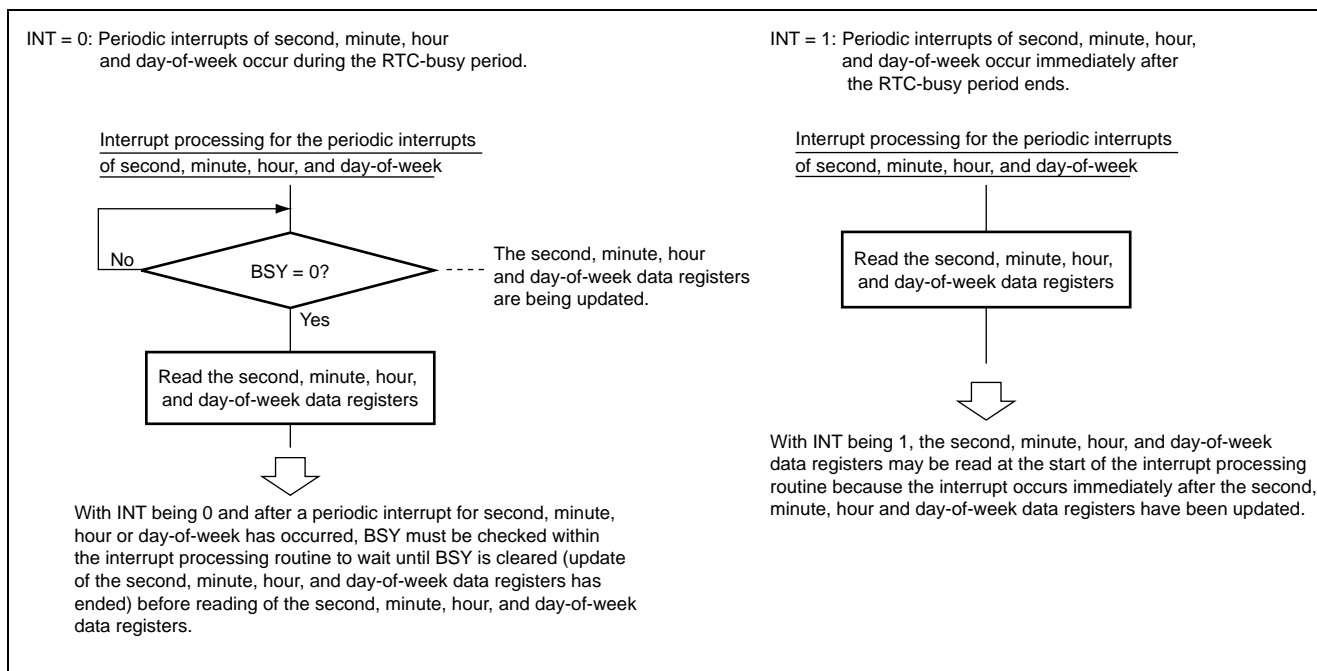 INT = 0: Periodic interrupts of second, minute, hour
and day-of-week occur during the RTC-busy period.
Interrupt processing for the periodic interrupts
of second, minute, hour, and day-of-week
No
BSY = 0?
The second, minute, hour
and day-of-week data registers
are being updated.
Yes
Read the second, minute, hour,
and day-of-week data registers
With INT being 0 and after a periodic interrupt for second, minute,
hour or day-of-week has occurred, BSY must be checked within
the interrupt processing routine to wait until BSY is cleared (update
of the second, minute, hour, and day-of-week data registers has
ended) before reading of the second, minute, hour, and day-of-week
data registers.
INT = 1: Periodic interrupts of second, minute, hour,
and day-of-week occur immediately after
the RTC-busy period ends.
Interrupt processing for the periodic interrupts
of second, minute, hour, and day-of-week
Read the second, minute, hour,
and day-of-week data registers
With INT being 1, the second, minute, hour, and day-of-week
data registers may be read at the start of the interrupt processing
routine because the interrupt occurs immediately after the second,
minute, hour and day-of-week data registers have been updated.